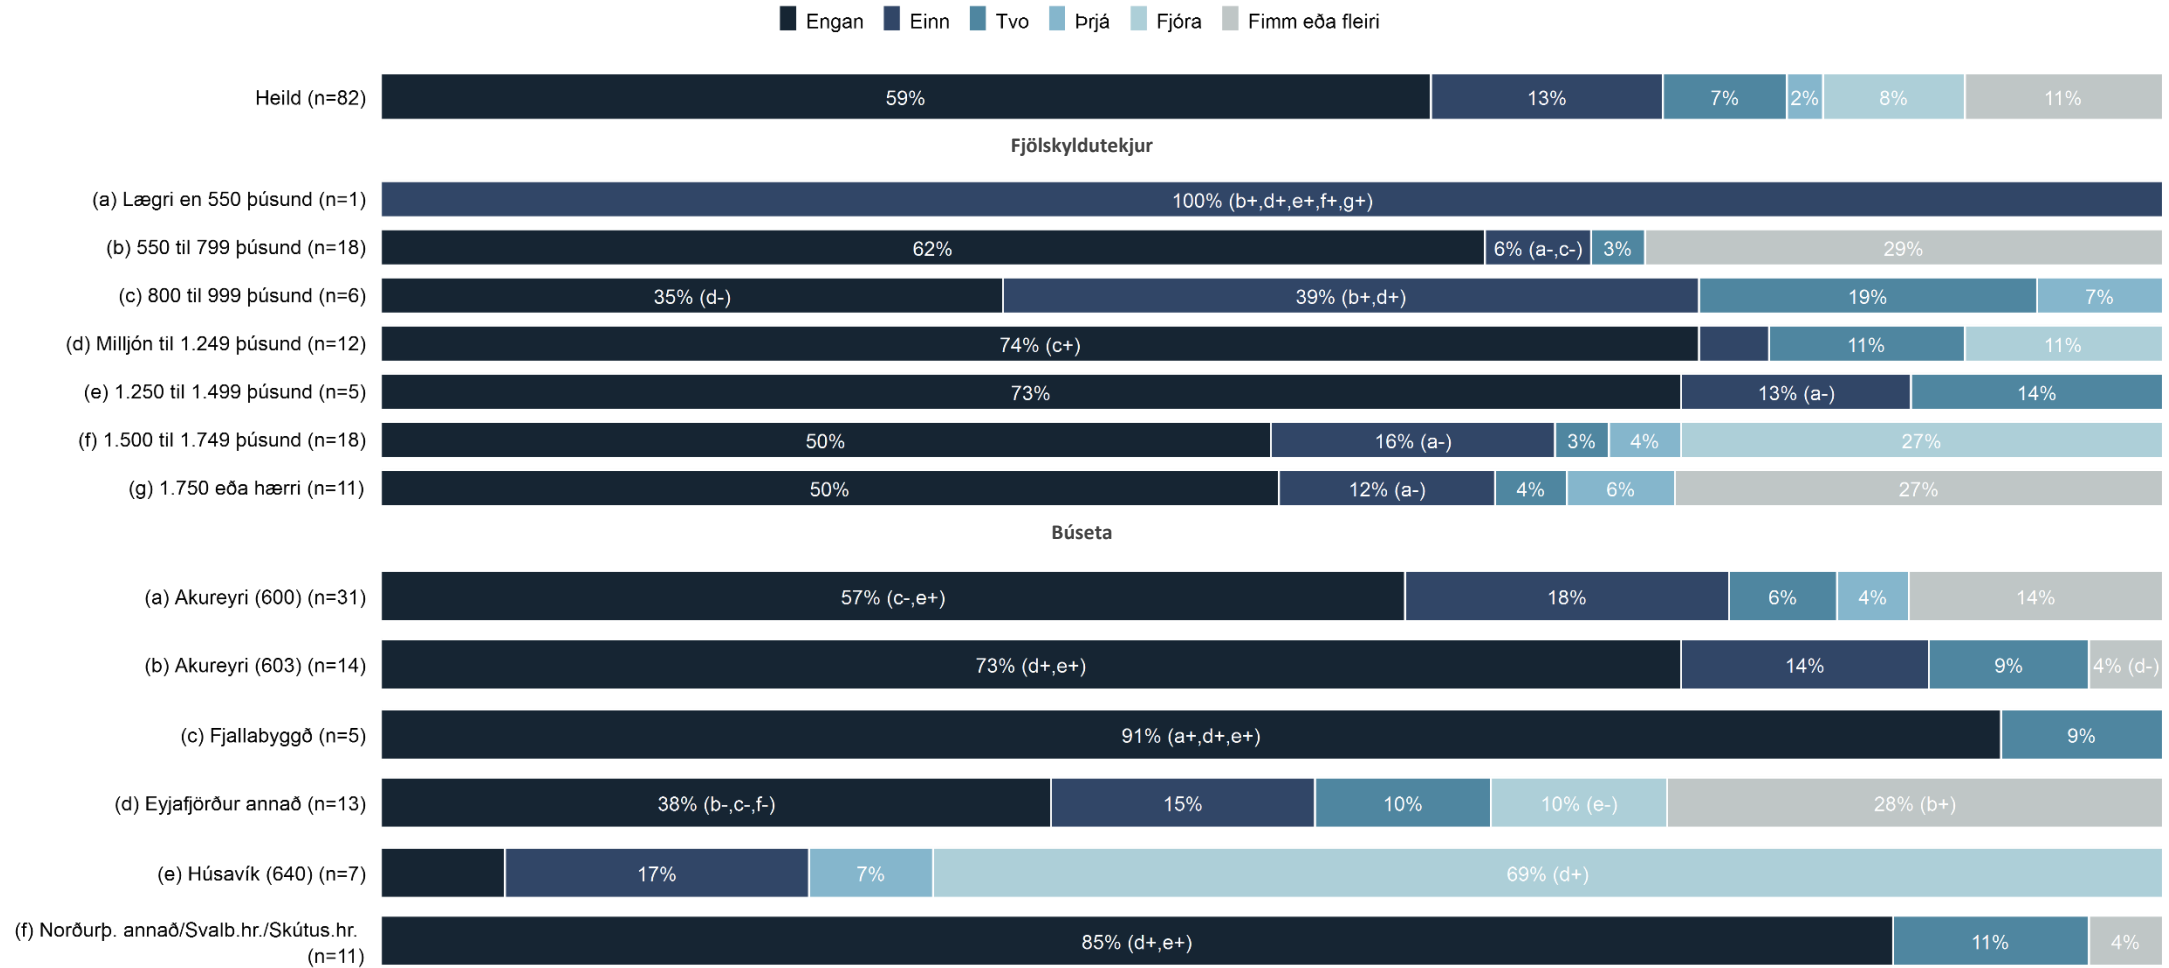 Engan Einn Tvo Þrjá Fjóra Fimm eða fleiri
Heild (n=82) 59% 13% 7% 2% 8% 11%
Fjölskyldutekjur
(a) Lægri en 550 þúsund (n=1) 100% (b+,d+,e+,f+,g+)
(b) 550 til 799 þúsund (n=18) 62% 6% (a-,c-) 3% 29%
(c) 800 til 999 þúsund (n=6) 35% (d-) 39% (b+,d+) 19% 7%
(d) Milljón til 1.249 þúsund (n=12) 74% (c+) 11% 11%
(e) 1.250 til 1.499 þúsund (n=5) 73% 13% (a-) 14%
(f) 1.500 til 1.749 þúsund (n=18) 50% 16% (a-) 3% 4% 27%
(g) 1.750 eða hærri (n=11) 50% 12% (a-) 4% 6% 27%
Búseta
(a) Akureyri (600) (n=31) 57% (c-,e+) 18% 6% 4% 14%
(b) Akureyri (603) (n=14) 73% (d+,e+) 14% 9% 4% (d-)
(c) Fjallabyggð (n=5) 91% (a+,d+,e+) 9%
(d) Eyjafjörður annað (n=13) 38% (b-,c-,f-) 15% 10% 10% (e-) 28% (b+)
(e) Húsavík (640) (n=7) 17% 7% 69% (d+)
(f) Norðurþ. annað/Svalb.hr./Skútus.hr.
(n=11) 85% (d+,e+) 11% 4%